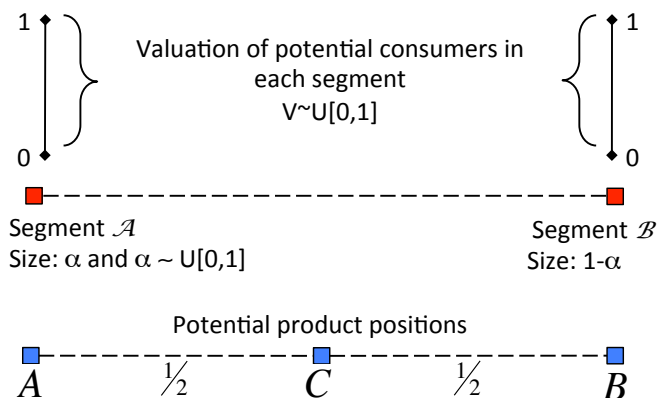 1
1
Valuation of potential consumers in
each segment
V~U[0,1]
0
0
Segment 𝒜
Segment ℬ
Size: α and α ~ U[0,1]
Size: 1-α
Potential product positions
½
½
A
C
B